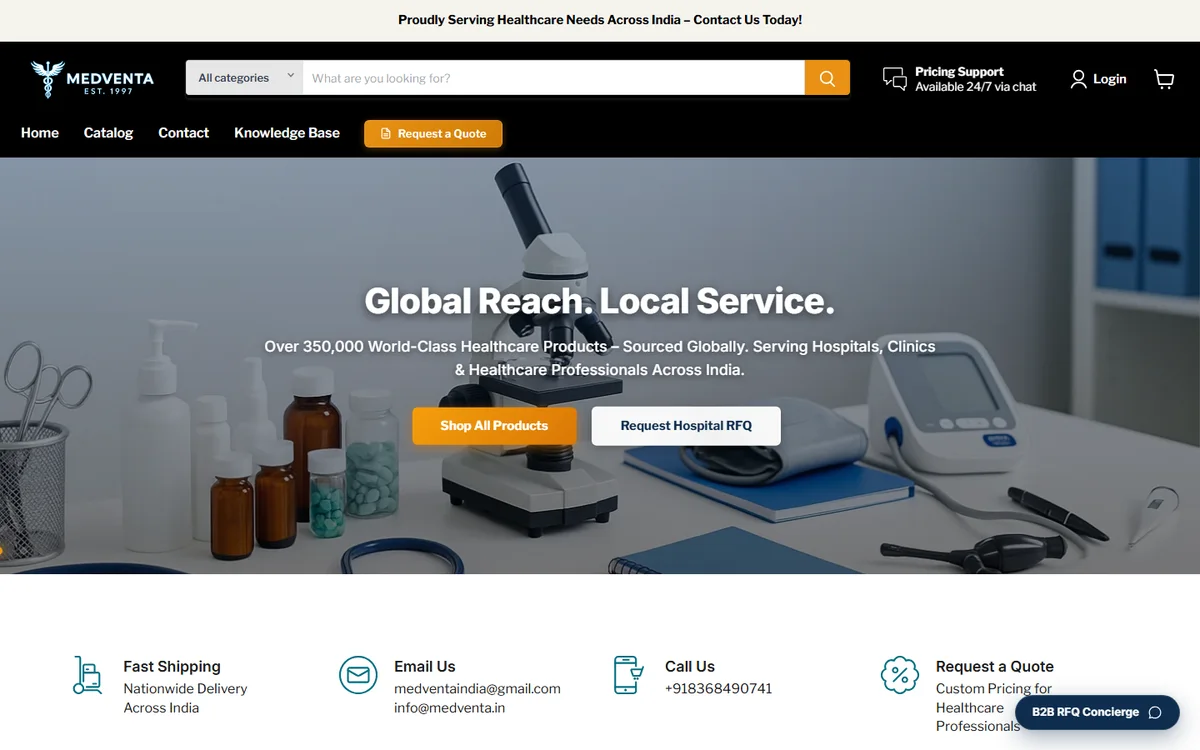 Proudly Serving Healthcare Needs Across India – Contact Us Today!
MEDVENTA
EST. 1997
All categories
What are you looking for?
Pricing Support
Available 24/7 via chat
Login
Home
Catalog
Contact
Knowledge Base
Request a Quote
Global Reach. Local Service.
Over 350,000 World-Class Healthcare Products – Sourced Globally. Serving Hospitals, Clinics
& Healthcare Professionals Across India.
Shop All Products
Request Hospital RFQ
Fast Shipping
Nationwide Delivery
Across India
Email Us
medventaindia@gmail.com
info@medventa.in
Call Us
+918368490741
Request a Quote
Custom Pricing for
Healthcare
Professionals
B2B RFQ Concierge